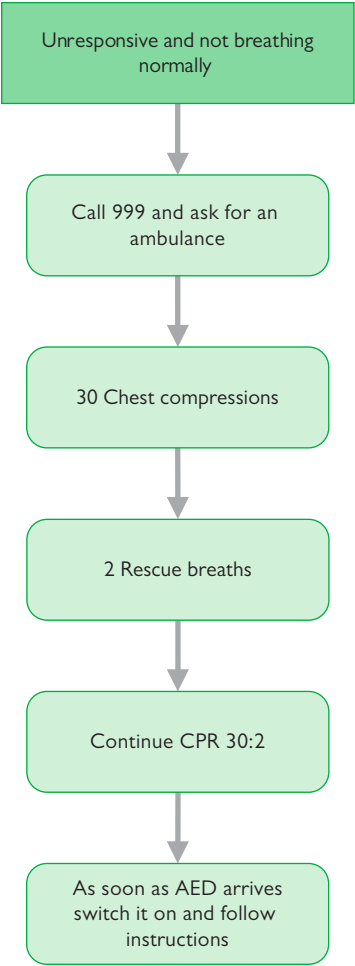 Unresponsive and not breathing
normally
Call 999 and ask for an
ambulance
30 Chest compressions
2 Rescue breaths
Continue CPR 30:2
As soon as AED arrives
switch it on and follow
instructions